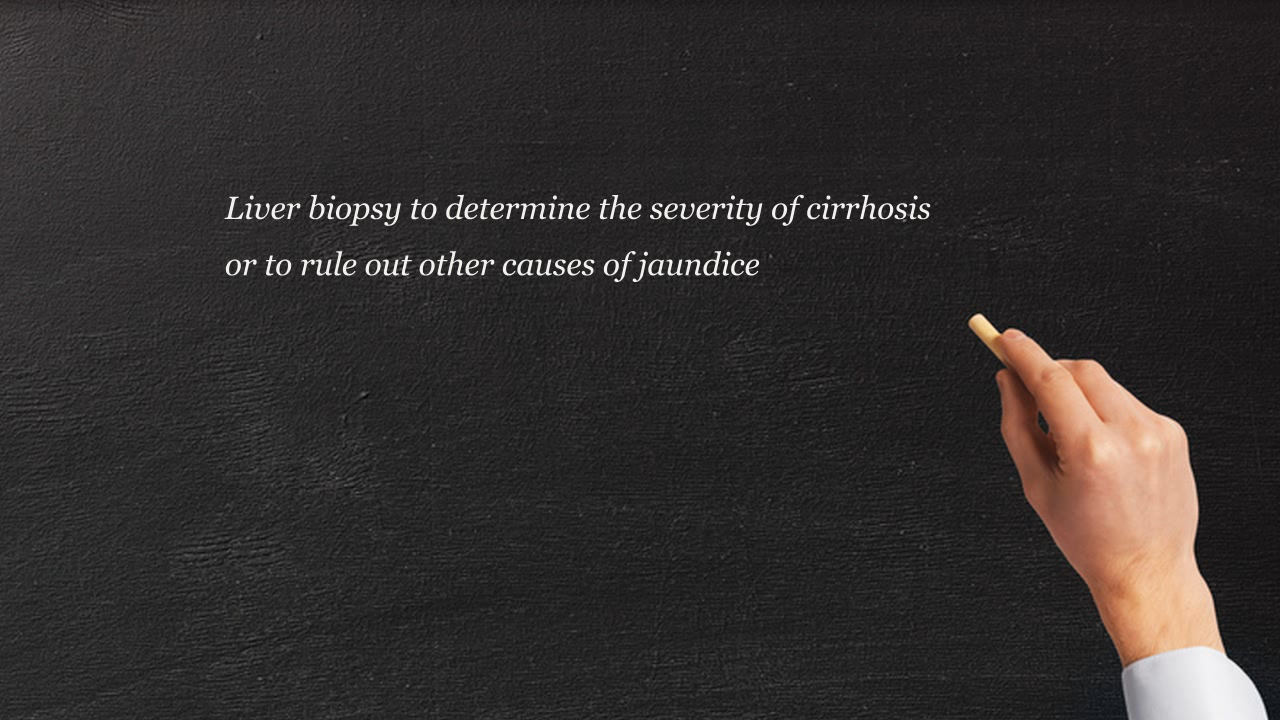 Liver biopsy to determine the severity of cirrhosis
or to rule out other causes of jaundice